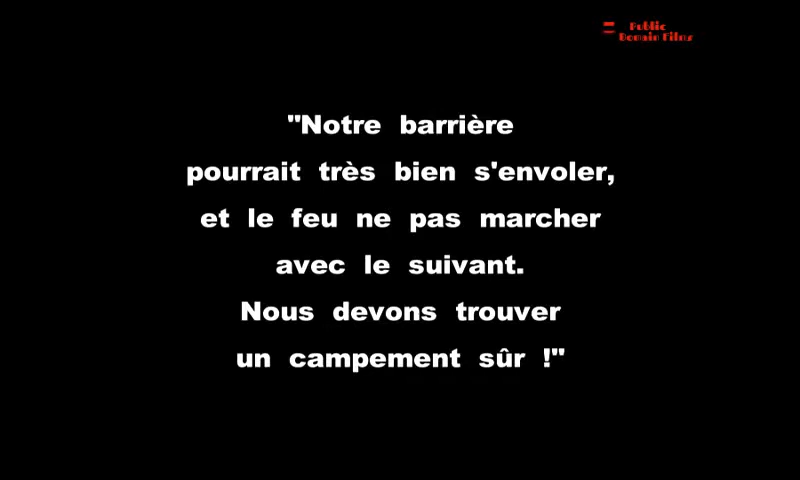 Public
Domain Films
"Notre barrière
pourrait très bien s'envoler,
et le feu ne pas marcher
avec le suivant.
Nous devons trouver
un campement sûr !"